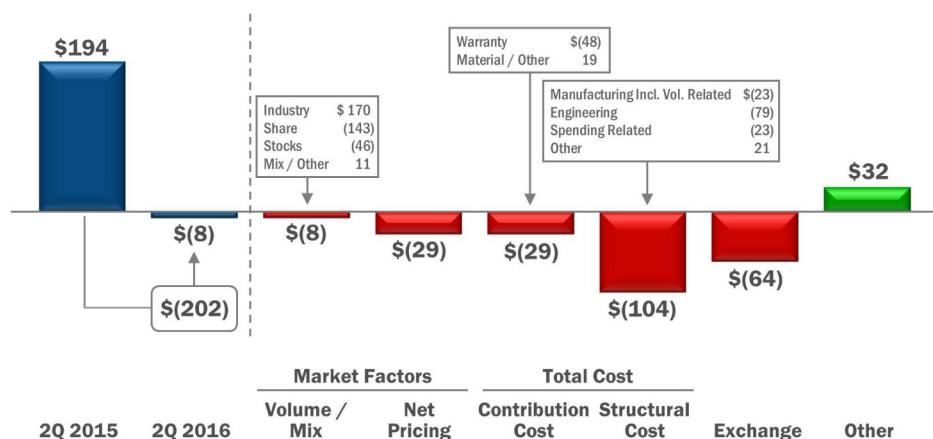 $194
Warranty $(48)
Material / Other 19
Manufacturing Incl. Vol. Related $(23)
Engineering (79)
Spending Related (23)
Other 21
Industry $ 170
Share (143)
Stocks (46)
Mix / Other 11
$32
$(8)
$(8)
$(29)
$(29)
$(104)
$(64)
$(202)
Market Factors
Total Cost
2Q 2015
2Q 2016
Volume /
Mix
Net
Pricing
Contribution
Cost
Structural
Cost
Exchange
Other